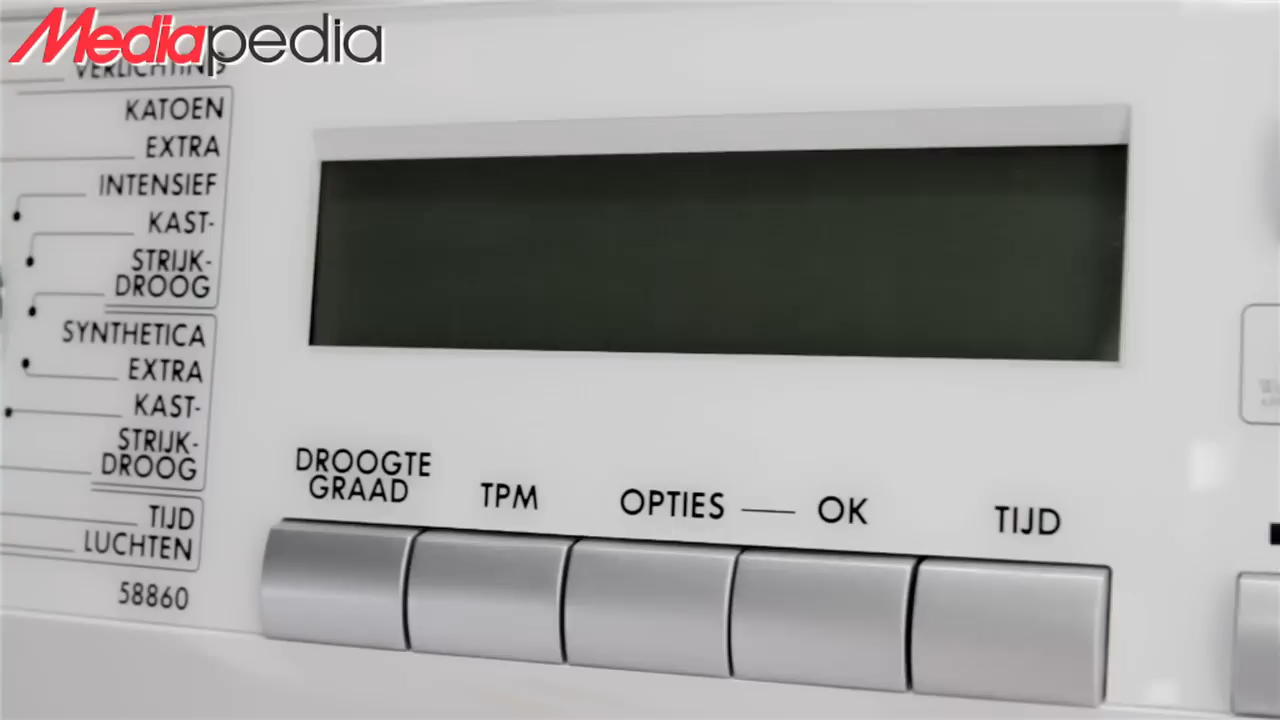 Mediapedia
VERLICHTING
KATOEN
EXTRA
INTENSIEF
KAST-
STRIJK-
DROOG
SYNTHETICA
EXTRA
KAST-
STRIJK-
DROOG
TIJD
LUCHTEN
58860
DROOGTE
GRAAD
TPM
OPTIES
OK
TIJD